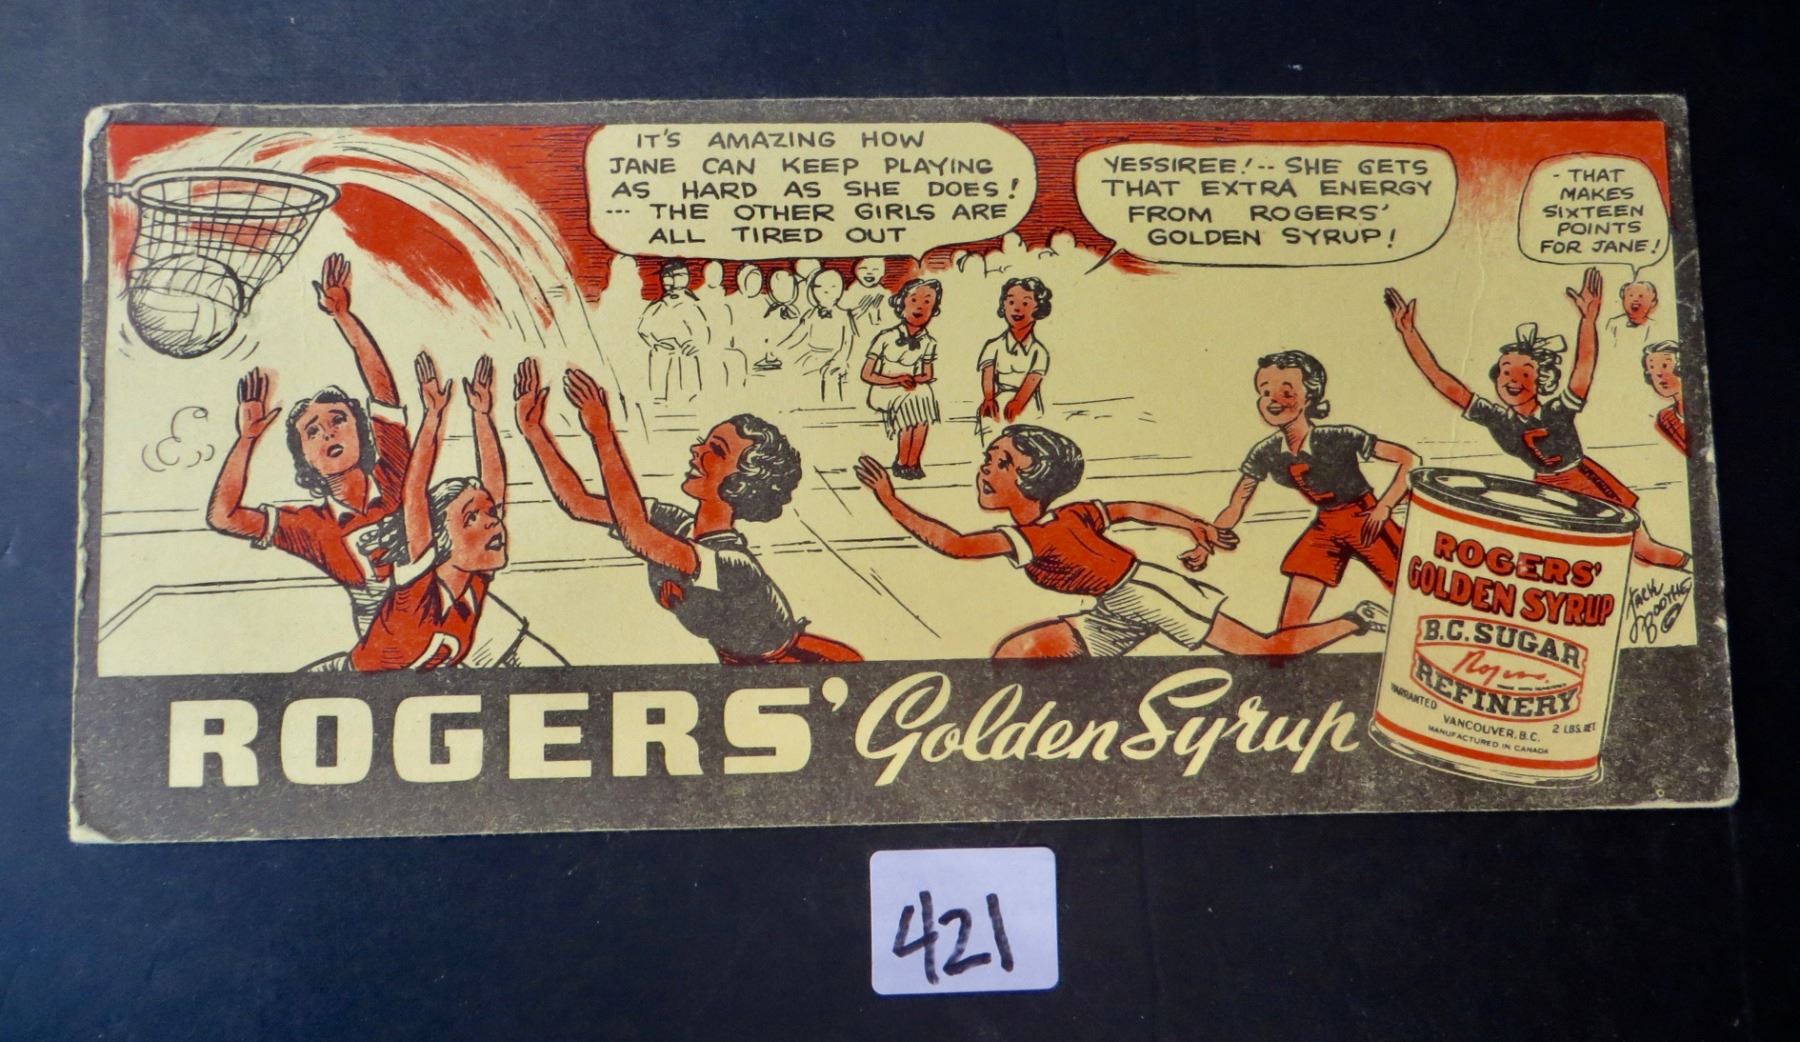 IT'S AMAZING HOW
JANE CAN KEEP PLAYING
AS HARD AS SHE DOES!
--- THE OTHER GIRLS ARE
ALL TIRED OUT
YESSIREE!-- SHE GETS
THAT EXTRA ENERGY
FROM ROGERS'
GOLDEN SYRUP!
- THAT
MAKES
SIXTEEN
POINTS
FOR JANE!
C
C
ROGERS'
GOLDEN SYRUP
B.C. SUGAR
Rogers
REFINERY
WARRANTED 2 LBS. NET
VANCOUVER, B.C.
MANUFACTURED IN CANADA
Jack
Boothe
©
ROGERS' Golden Syrup
421